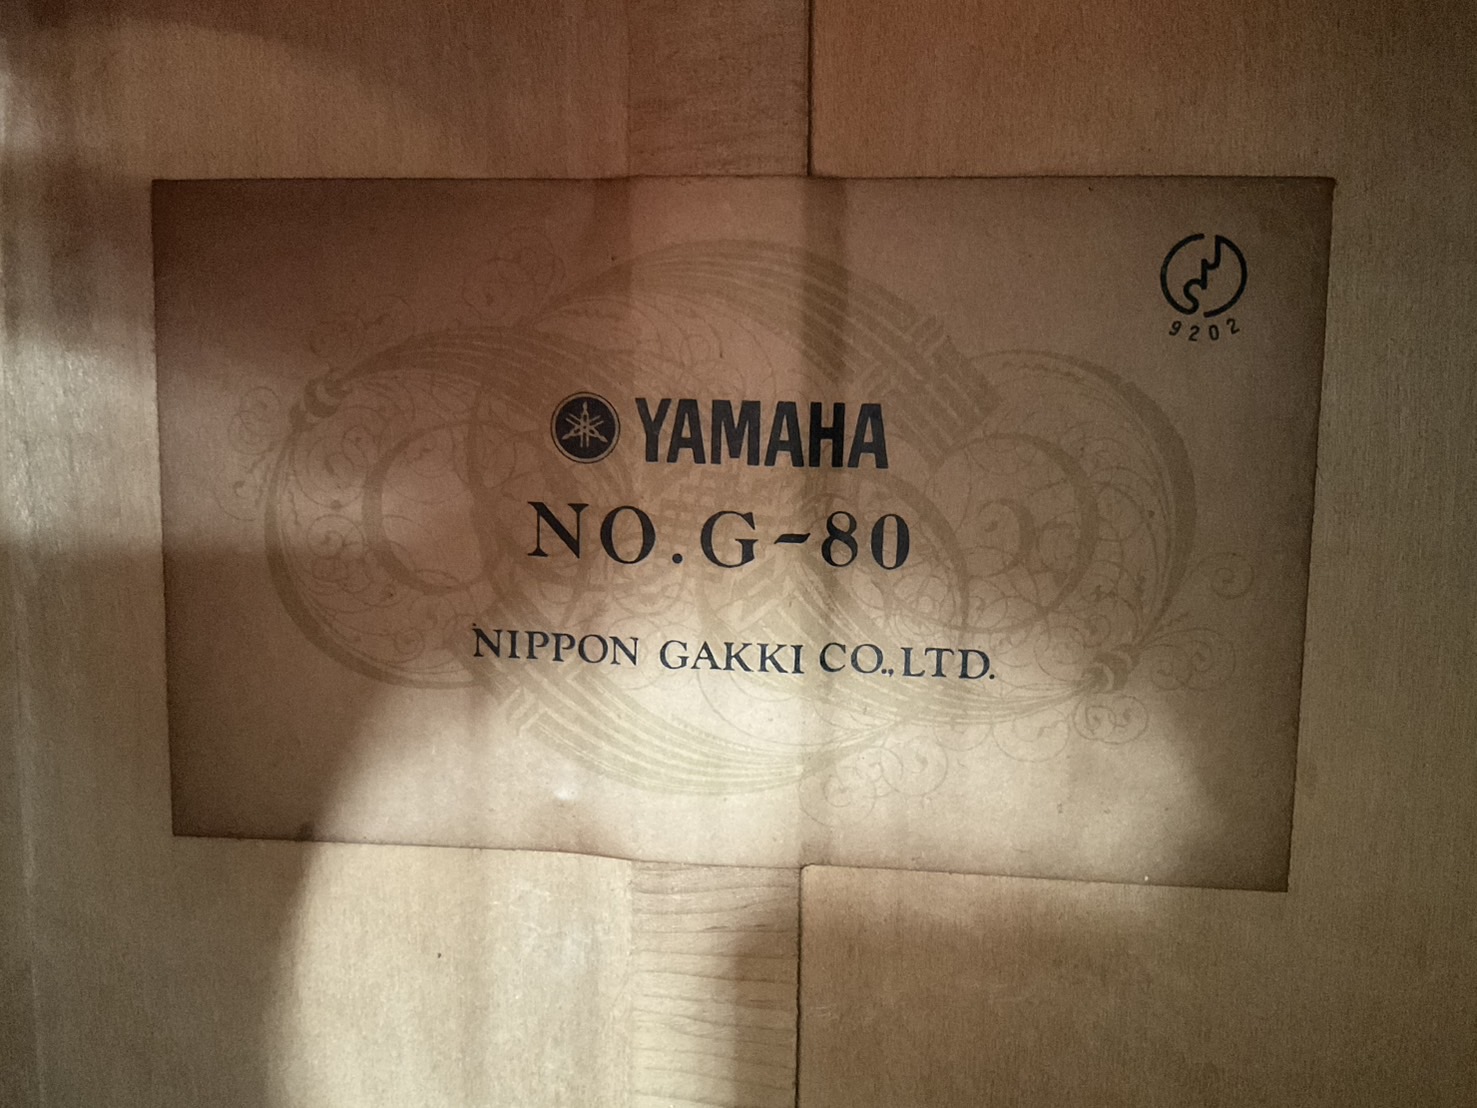 9202
YAMAHA
NO. G-80
NIPPON GAKKI CO., LTD.